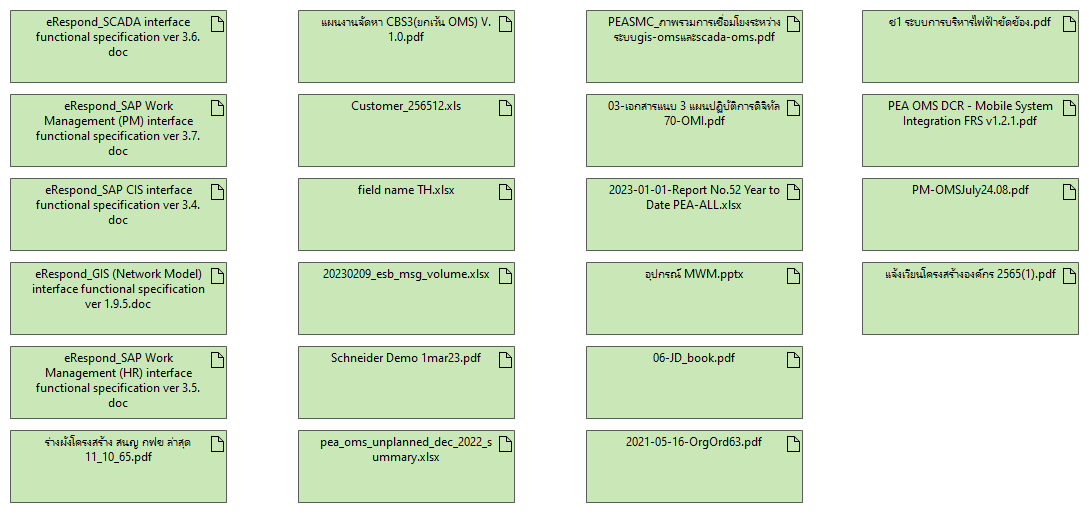 eRespond_SCADA interface
functional specification ver 3.6.
doc
eRespond_SAP Work
Management (PM) interface
functional specification ver 3.7.
doc
eRespond_SAP CIS interface
functional specification ver 3.4.
doc
eRespond_GIS (Network Model)
interface functional specification
ver 1.9.5.doc
eRespond_SAP Work
Management (HR) interface
functional specification ver 3.5.
doc
ร่างผังโครงสร้าง สนญ กฟข ล่าสุด
11_10_65.pdf
แผนงานจัดหา CBS3(ยกเว้น OMS) V.
1.0.pdf
Customer_256512.xls
field name TH.xlsx
20230209_esb_msg_volume.xlsx
Schneider Demo 1mar23.pdf
pea_oms_unplanned_dec_2022_s
ummary.xlsx
PEASMC_ภาพรวมการเชื่อมโยงระหว่าง
ระบบgis-omsและscada-oms.pdf
03-เอกสารแนบ 3 แผนปฏิบัติการดิจิทัล
70-OMI.pdf
2023-01-01-Report No.52 Year to
Date PEA-ALL.xlsx
อุปกรณ์ MWM.pptx
06-JD_book.pdf
2021-05-16-OrgOrd63.pdf
ช1 ระบบการบริหารไฟฟ้าขัดข้อง.pdf
PEA OMS DCR - Mobile System
Integration FRS v1.2.1.pdf
PM-OMSJuly24.08.pdf
แจ้งเวียนโครงสร้างองค์กร 2565(1).pdf